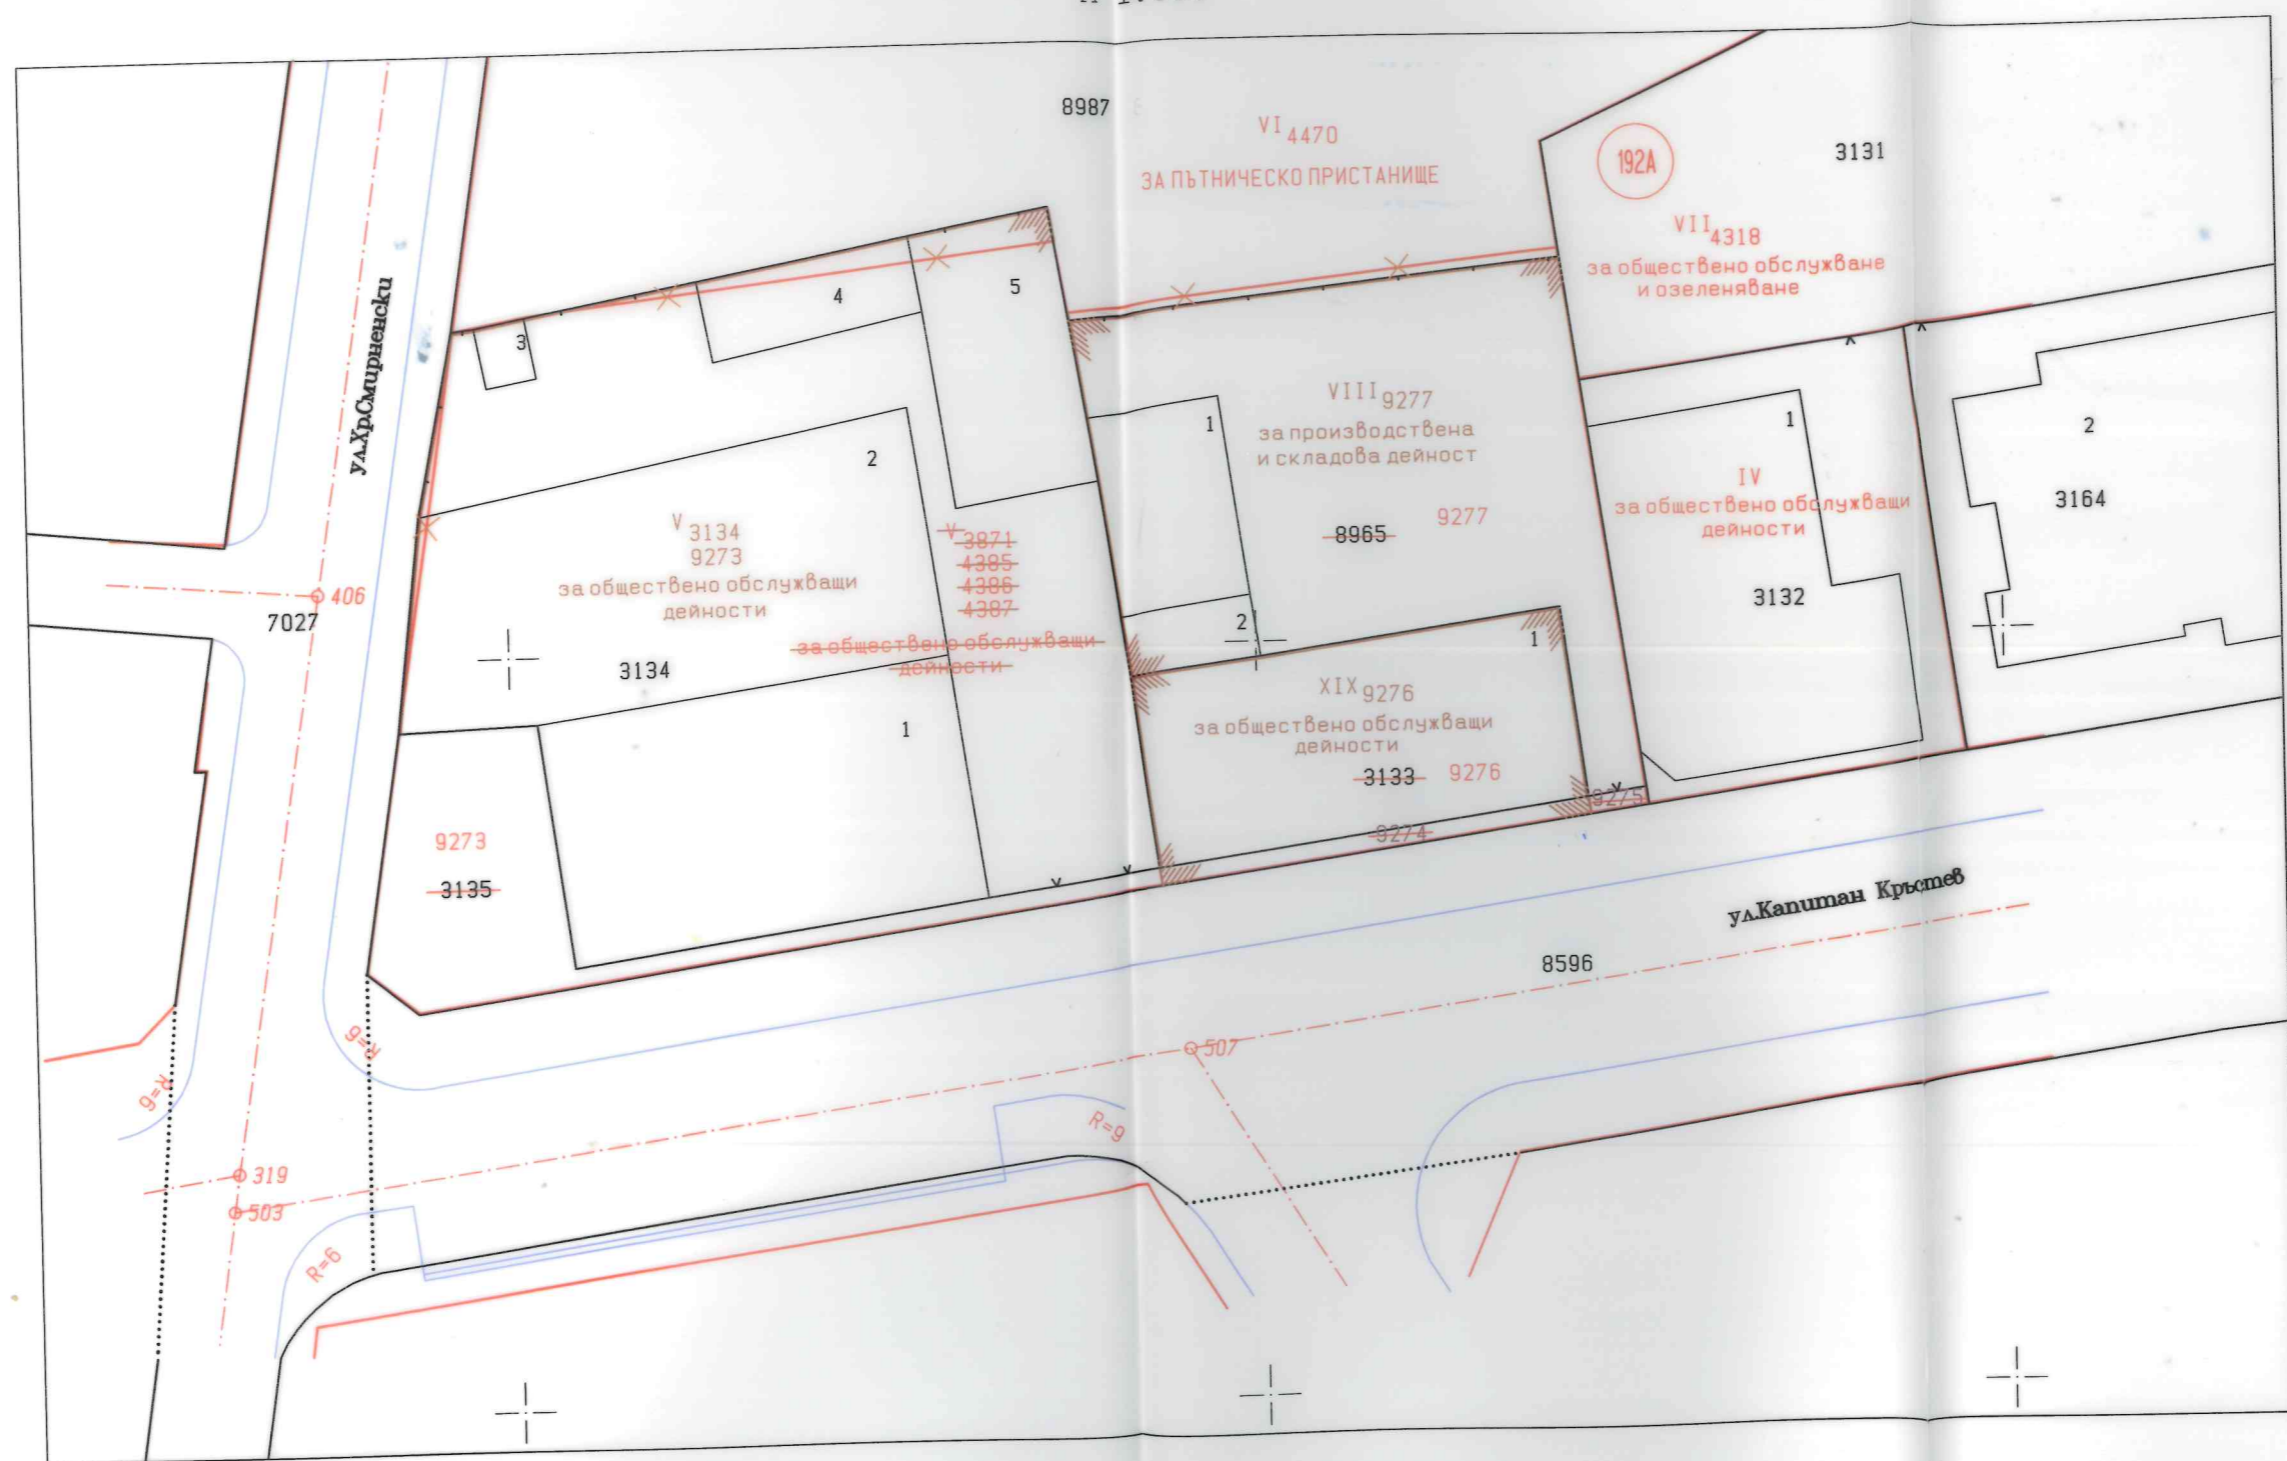 8987
VI 4470
ЗА ПЪТНИЧЕСКО ПРИСТАНИЩЕ
192А
3131
VII 4318
за обществено обслужване
и озеленяване
ул.Хр.Смирненски
3
4
5
2
1
VIII 9277
за производствена
и складова дейност
8965 9277
1
2
IV
за обществено обслужващи
дейности
3132
2
3164
V 3134
9273
за обществено обслужващи
дейности
3134
V 3871
4385
4386
4387
за обществено обслужващи
дейности
406
7027
2
1
1
XIX 9276
за обществено обслужващи
дейности
3133 9276
9275
9274
9273
3135
ул.Капитан Кръстев
8596
R=6
R=6
507
R=9
319
503
R=6